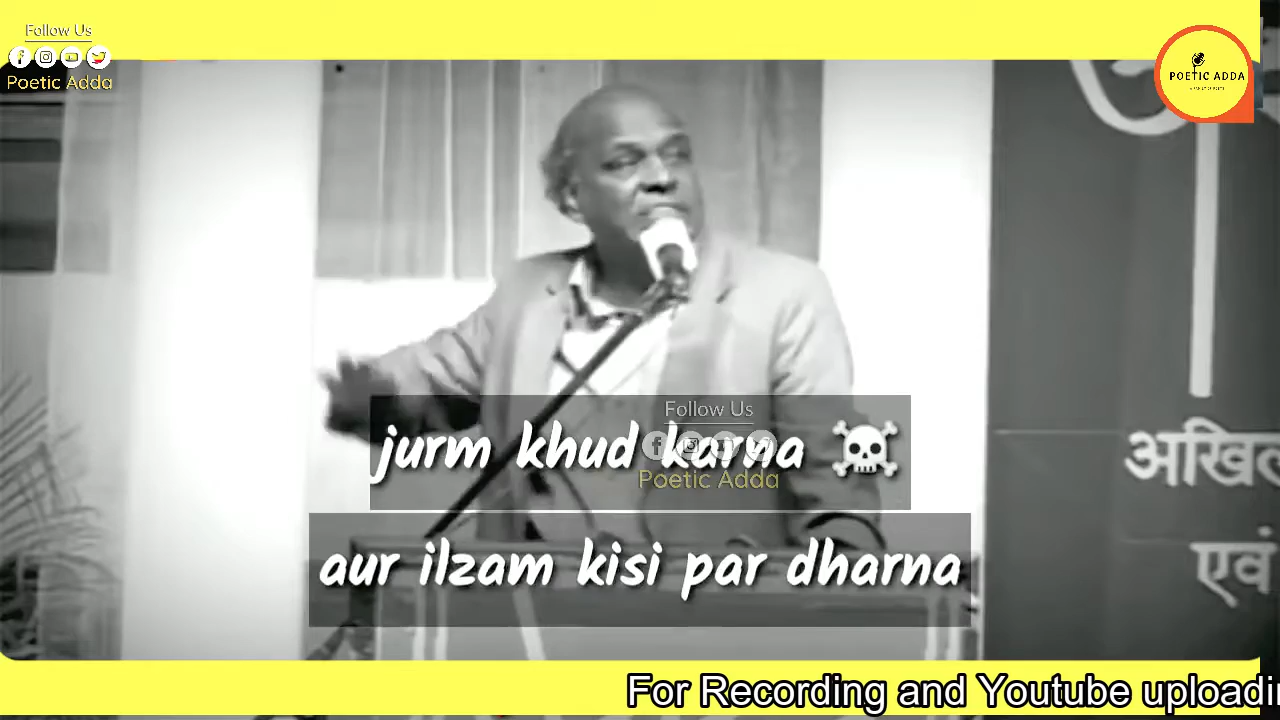 Follow Us
Poetic Adda
POETIC ADDA
अखिल
एवं
Follow Us
jurm khud karna ☠
Poetic Adda
aur ilzam kisi par dharna
For Recording and Youtube uploadi